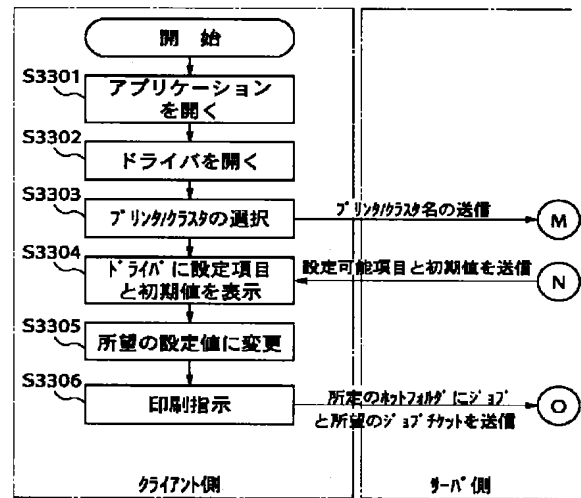 開 始
S3301
アプリケーション
を開く
S3302
ドライバを開く
S3303
プリンタ/クラスタの選択
プリンタ/クラスタ名の送信
M
S3304
ドライバに設定項目
と初期値を表示
設定可能項目と初期値を送信
N
S3305
所望の設定値に変更
S3306
印刷指示
所定のホットフォルダにジョブ
と所望のジョブチケットを送信
O
クライアント側
サーバ側